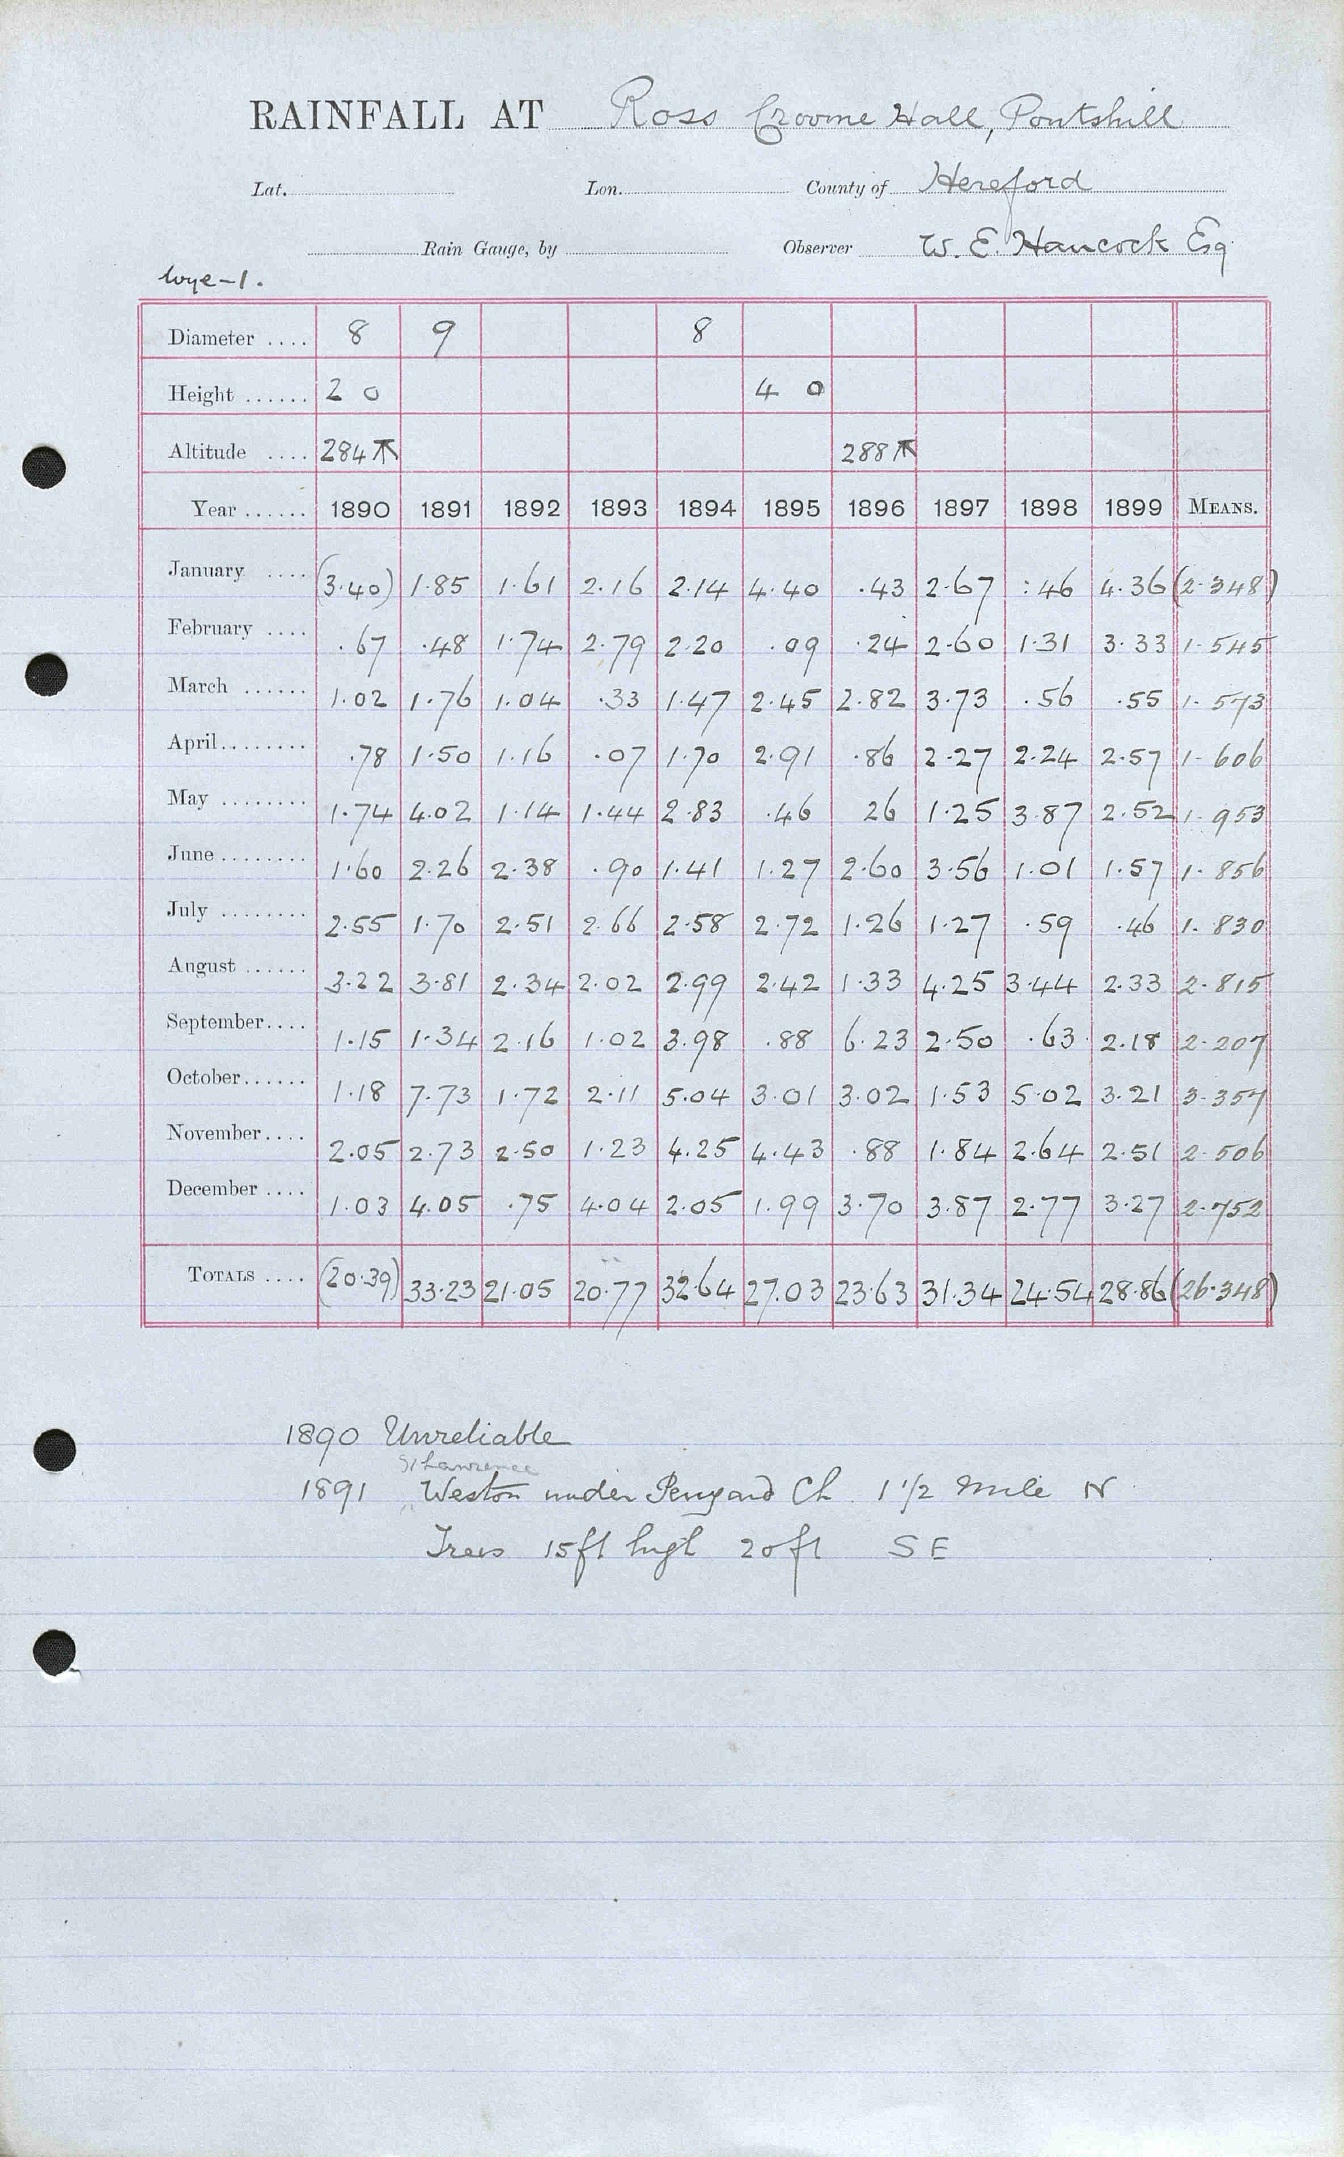 RAINFALL AT Ross Croome Hall, Pontshill
Lat. Lon. County of Hereford
Rain Gauge, by Observer W. E. Hancock Esq
Wye-1.
Diameter .... 8 9 8
Height ...... 2 0 4 0
Altitude .... 284 288
Year ...... 1890 1891 1892 1893 1894 1895 1896 1897 1898 1899 MEANS.
January .... (3.40) 1.85 1.61 2.16 2.14 4.40 .43 2.67 .46 4.36 (2.348)
February .... .67 .48 1.74 2.79 2.20 .09 .24 2.60 1.31 3.33 1.545
March ...... 1.02 1.76 1.04 .33 1.47 2.45 2.82 3.73 .56 .55 1.573
April........ .78 1.50 1.16 .07 1.70 2.91 .86 2.27 2.24 2.57 1.606
May ........ 1.74 4.02 1.14 1.44 2.83 .46 26 1.25 3.87 2.52 1.953
June ........ 1.60 2.26 2.38 .90 1.41 1.27 2.60 3.56 1.01 1.57 1.856
July ........ 2.55 1.70 2.51 2.66 2.58 2.72 1.26 1.27 .59 .46 1.830
August ...... 3.22 3.81 2.34 2.02 2.99 2.42 1.33 4.25 3.44 2.33 2.815
September.... 1.15 1.34 2.16 1.02 3.98 .88 6.23 2.50 .63 2.18 2.207
October...... 1.18 7.73 1.72 2.11 5.04 3.01 3.02 1.53 5.02 3.21 3.357
November.... 2.05 2.73 2.50 1.23 4.25 4.43 .88 1.84 2.64 2.51 2.506
December .... 1.03 4.05 .75 4.04 2.05 1.99 3.70 3.87 2.77 3.27 2.752
TOTALS .... (20.39) 33.23 21.05 20.77 32.64 27.03 23.63 31.34 24.54 28.86 (26.348)
1890 Unreliable
St Lawrence
1891 Weston under Penyard Ch 1 1/2 Mile N
Trees 15ft high 20ft SE